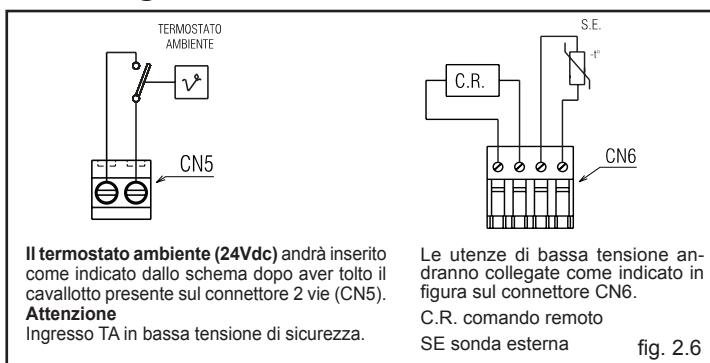 TERMOSTATO
AMBIENTE
CN5
Il termostato ambiente (24Vdc) andrà inserito
come indicato dallo schema dopo aver tolto il
cavallotto presente sul connettore 2 vie (CN5).
Attenzione
Ingresso TA in bassa tensione di sicurezza.
S.E.
-t°
C.R.
CN6
Le utenze di bassa tensione an-
dranno collegate come indicato in
figura sul connettore CN6.
C.R. comando remoto
SE sonda esterna
fig. 2.6